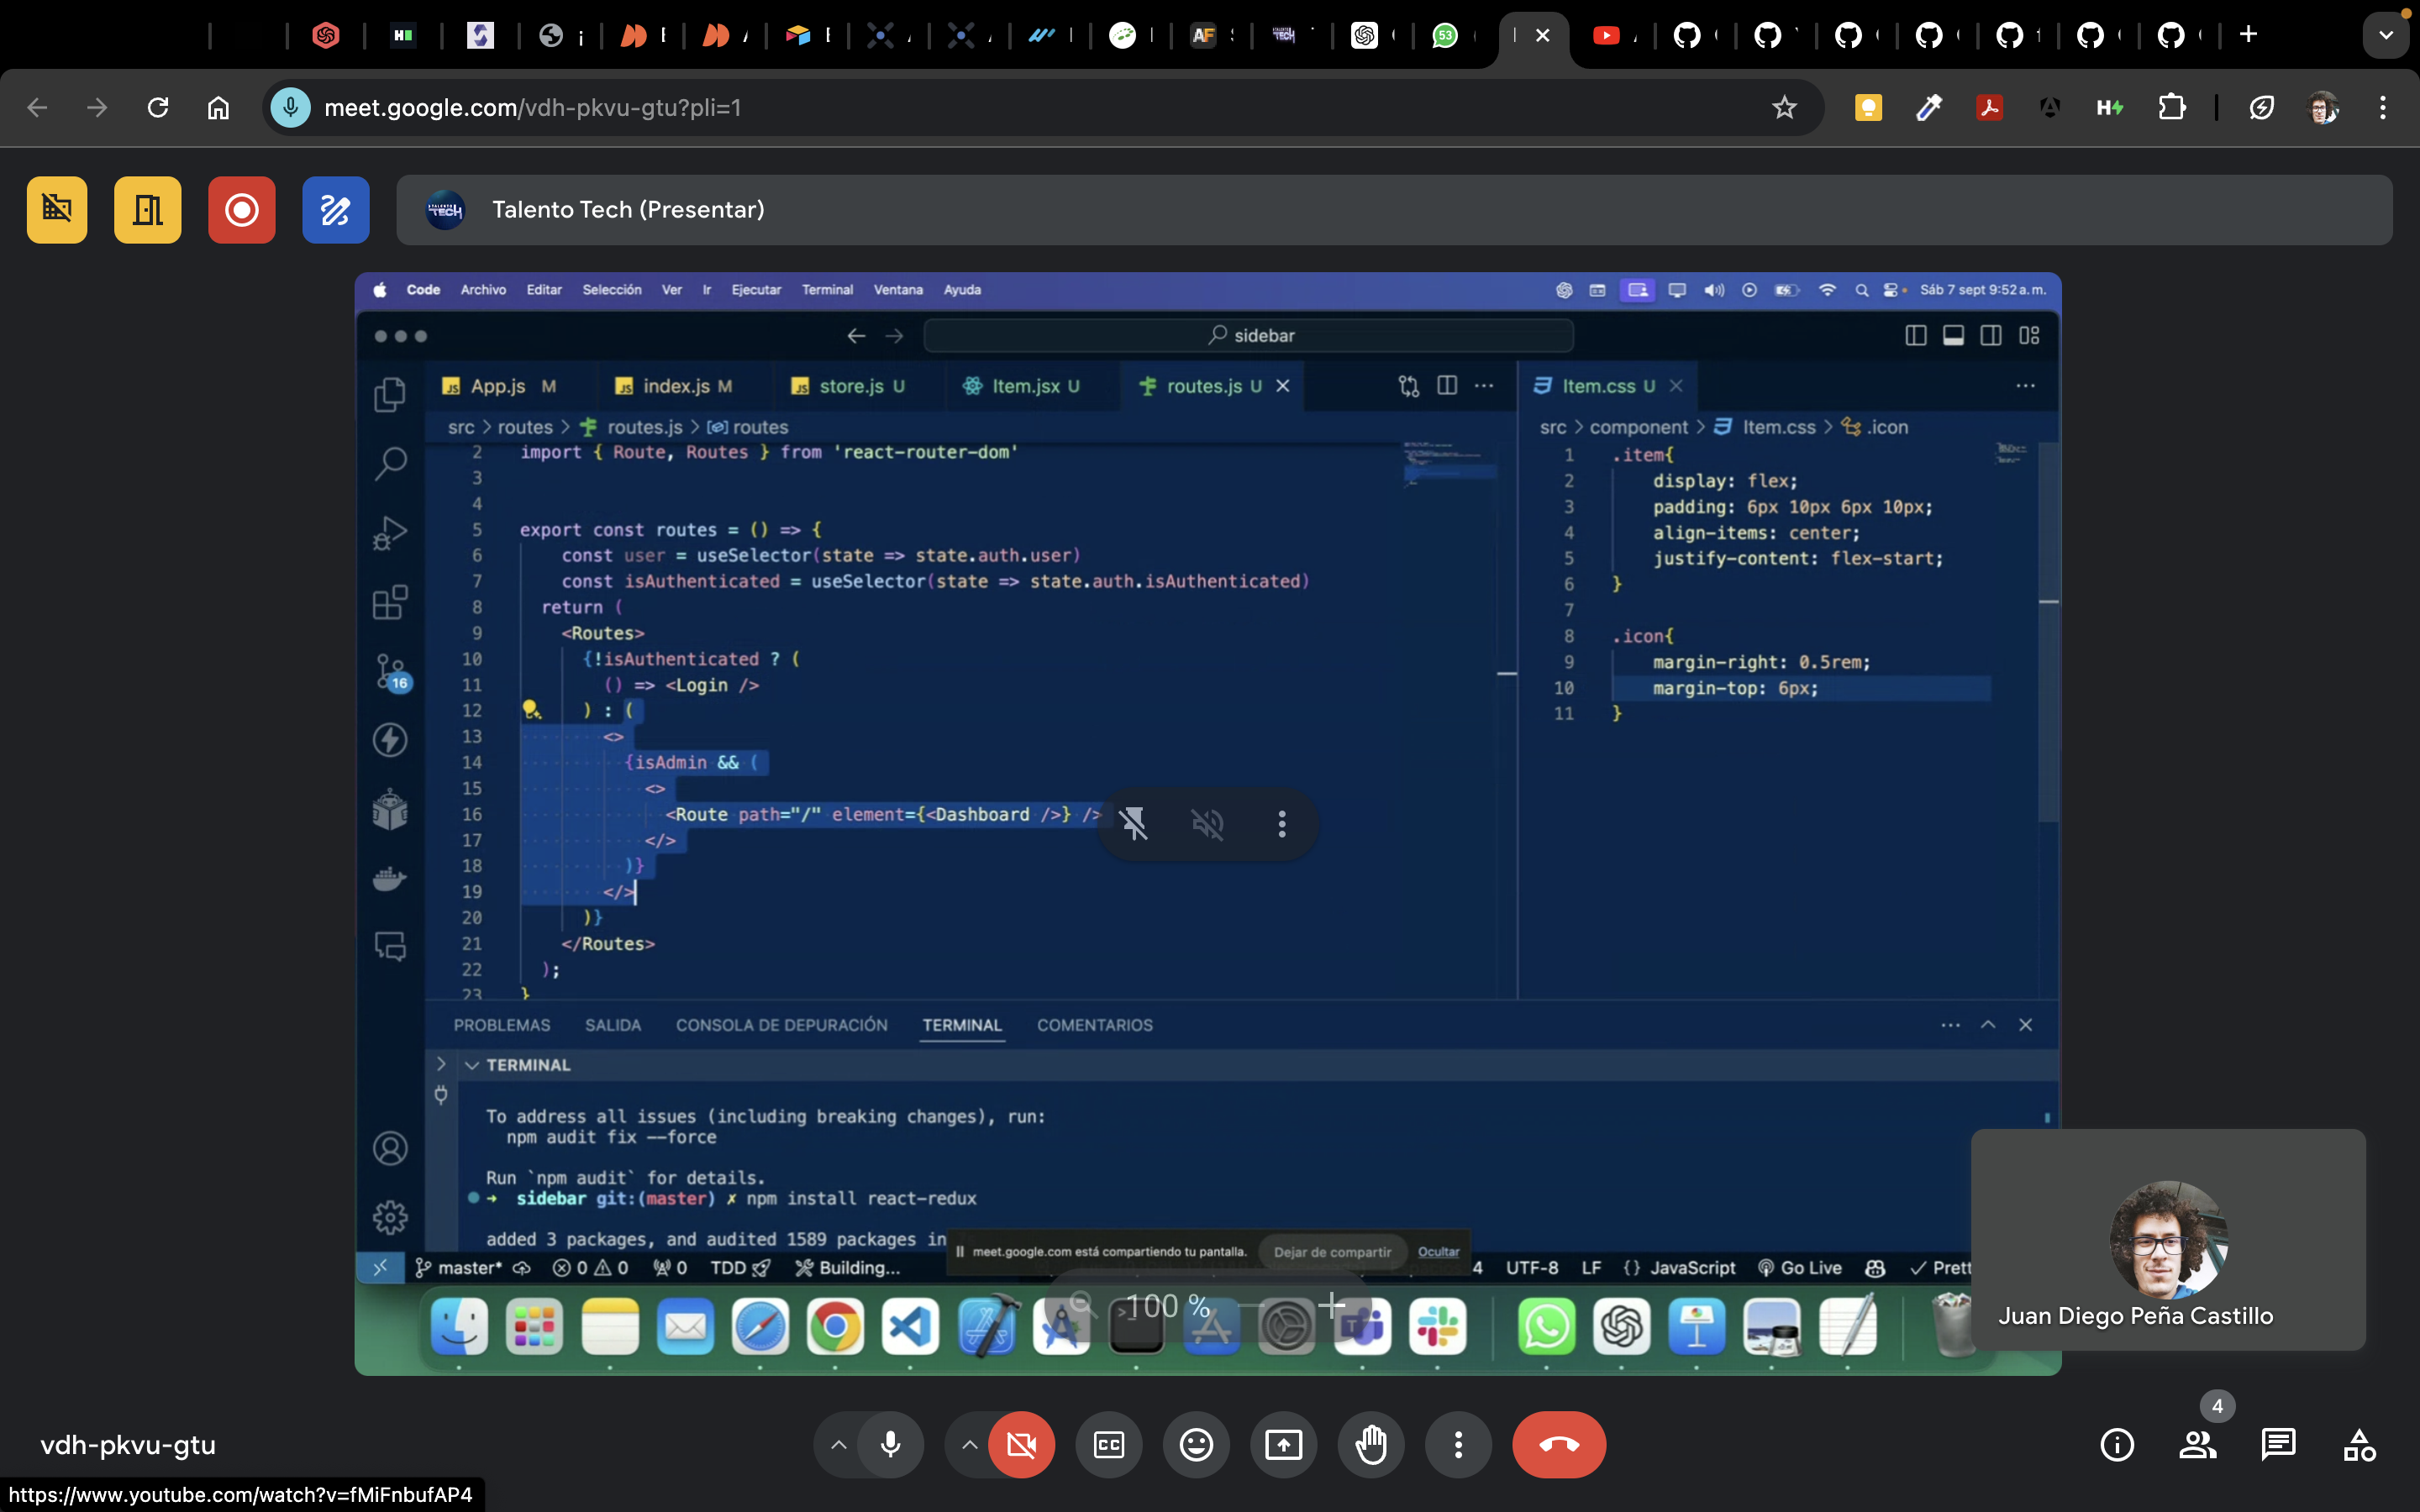 53
meet.google.com/vdh-pkvu-gtu?pli=1
Talento Tech (Presentar)
Code Archivo Editar Selección Ver Ir Ejecutar Terminal Ventana Ayuda
Sáb 7 sept 9:52 a. m.
sidebar
App.js M
index.js M
store.js U
Item.jsx U
routes.js U
Item.css U
src > routes > routes.js > routes
src > component > Item.css > .icon
2 import { Route, Routes } from 'react-router-dom'
3
4
5 export const routes = () => {
6 const user = useSelector(state => state.auth.user)
7 const isAuthenticated = useSelector(state => state.auth.isAuthenticated)
8 return (
9 <Routes>
10 {!isAuthenticated ? (
11 () => <Login />
12 ) : (
13 <>
14 {isAdmin && (
15 <>
16 <Route path="/" element={<Dashboard />} />
17 </>
18 )}
19 </>
20 )}
21 </Routes>
22 );
23 }
1 .item{
2 display: flex;
3 padding: 6px 10px 6px 10px;
4 align-items: center;
5 justify-content: flex-start;
6 }
7
8 .icon{
9 margin-right: 0.5rem;
10 margin-top: 6px;
11 }
16
PROBLEMAS SALIDA CONSOLA DE DEPURACIÓN TERMINAL COMENTARIOS
TERMINAL
To address all issues (including breaking changes), run:
npm audit fix --force
Run `npm audit` for details.
➜ sidebar git:(master) ✗ npm install react-redux
added 3 packages, and audited 1589 packages in
meet.google.com está compartiendo tu pantalla. Dejar de compartir Ocultar
master* 0 0 0 TDD Building... 4 UTF-8 LF {} JavaScript Go Live
100 %
Juan Diego Peña Castillo
4
vdh-pkvu-gtu
https://www.youtube.com/watch?v=fMiFnbufAP4